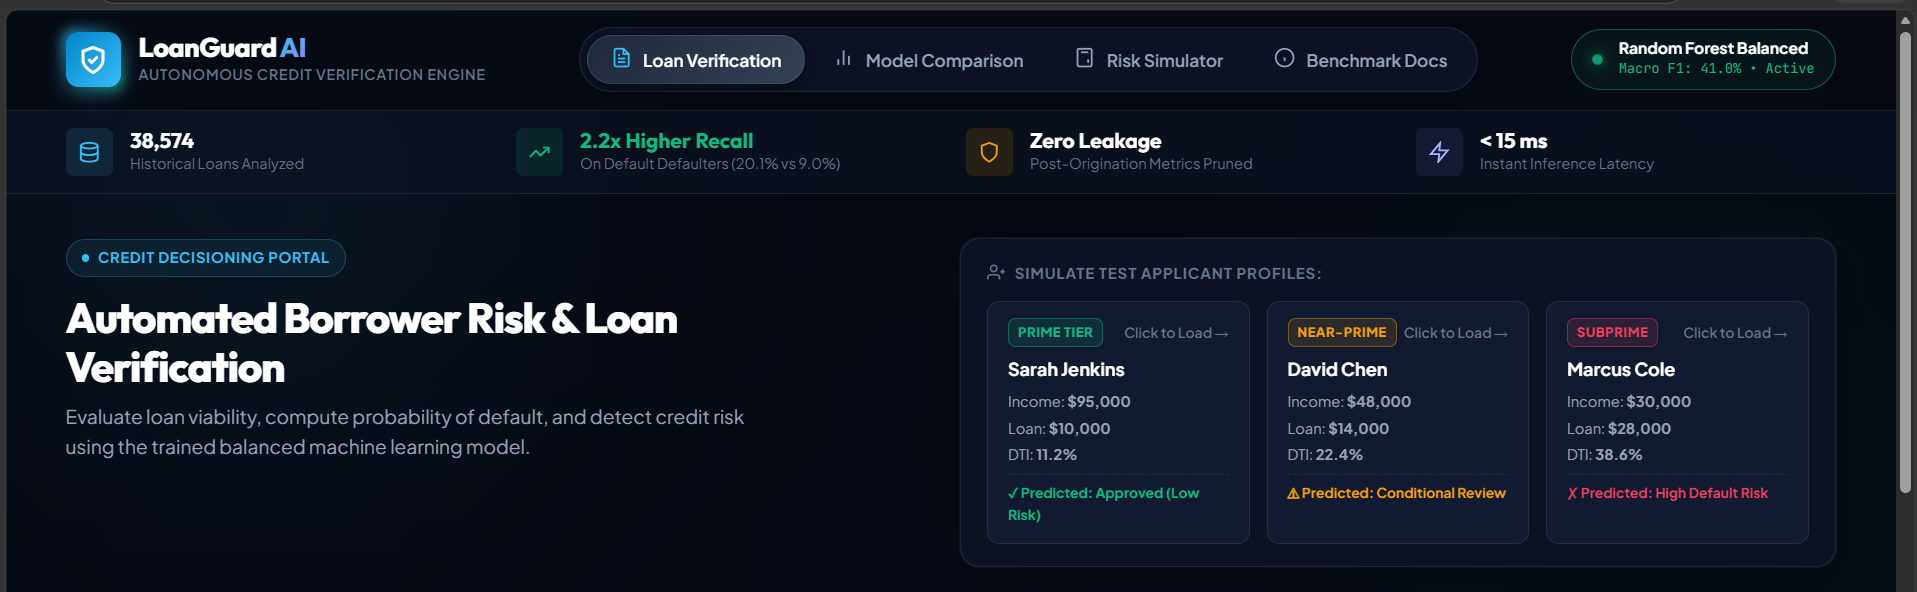 LoanGuard AI
AUTONOMOUS CREDIT VERIFICATION ENGINE
Loan Verification
Model Comparison
Risk Simulator
Benchmark Docs
Random Forest Balanced
Macro F1: 41.0% • Active
38,574
Historical Loans Analyzed
2.2x Higher Recall
On Default Defaulters (20.1% vs 9.0%)
Zero Leakage
Post-Origination Metrics Pruned
< 15 ms
Instant Inference Latency
CREDIT DECISIONING PORTAL
Automated Borrower Risk & Loan
Verification
Evaluate loan viability, compute probability of default, and detect credit risk
using the trained balanced machine learning model.
SIMULATE TEST APPLICANT PROFILES:
PRIME TIER Click to Load →
Sarah Jenkins
Income: $95,000
Loan: $10,000
DTI: 11.2%
✓ Predicted: Approved (Low
Risk)
NEAR-PRIME Click to Load →
David Chen
Income: $48,000
Loan: $14,000
DTI: 22.4%
⚠ Predicted: Conditional Review
SUBPRIME Click to Load →
Marcus Cole
Income: $30,000
Loan: $28,000
DTI: 38.6%
✗ Predicted: High Default Risk